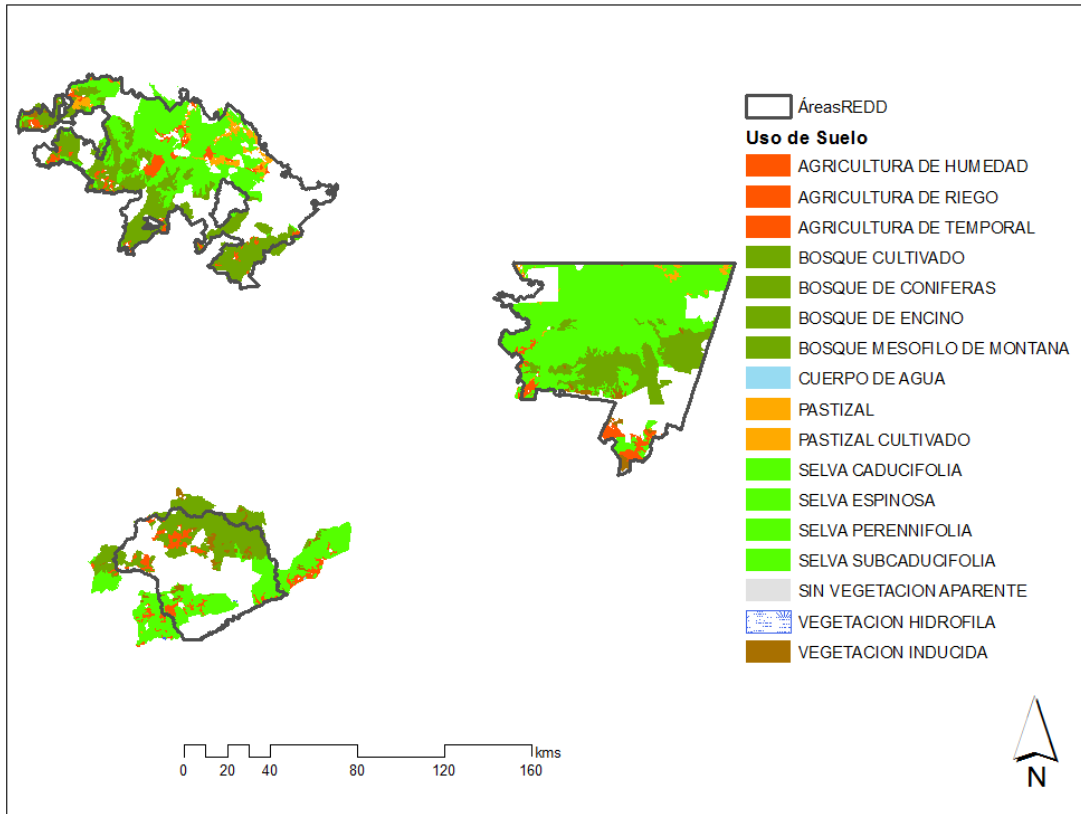 ÁreasREDD
Uso de Suelo
AGRICULTURA DE HUMEDAD
AGRICULTURA DE RIEGO
AGRICULTURA DE TEMPORAL
BOSQUE CULTIVADO
BOSQUE DE CONIFERAS
BOSQUE DE ENCINO
BOSQUE MESOFILO DE MONTANA
CUERPO DE AGUA
PASTIZAL
PASTIZAL CULTIVADO
SELVA CADUCIFOLIA
SELVA ESPINOSA
SELVA PERENNIFOLIA
SELVA SUBCADUCIFOLIA
SIN VEGETACION APARENTE
VEGETACION HIDROFILA
VEGETACION INDUCIDA
kms
0 20 40 80 120 160
N